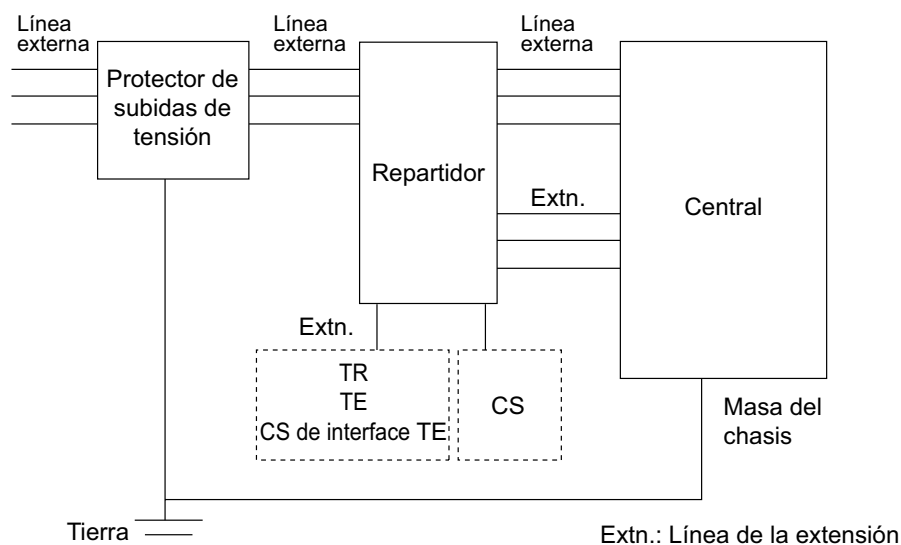 Línea
externa
Línea
externa
Línea
externa
Protector de
subidas de
tensión
Repartidor
Extn.
Central
Extn.
TR
TE
CS de interface TE
CS
Masa del
chasis
Tierra
Extn.: Línea de la extensión